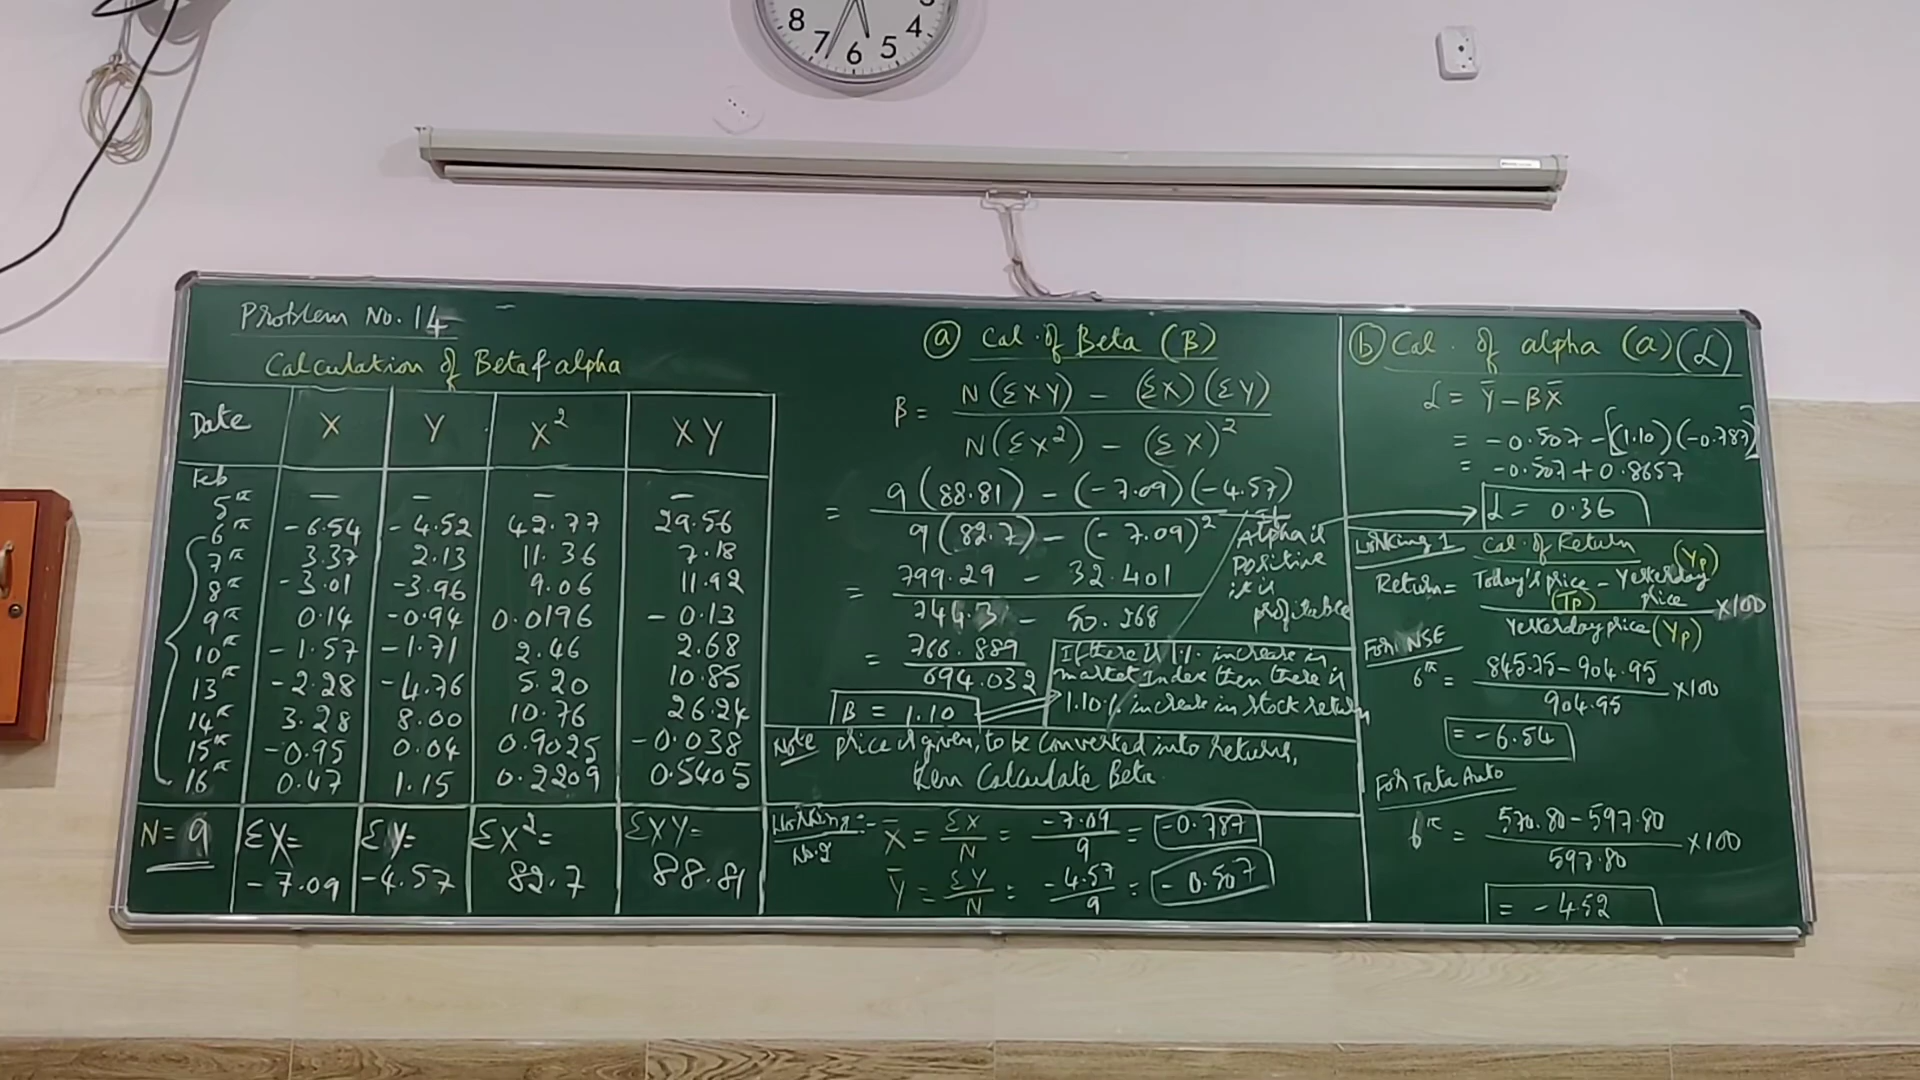 8 7 6 5 4 3
Problem No. 14
Calculation of Beta & alpha
Date X Y X² XY
Feb
5th — — — —
6th -6.54 -4.52 42.77 29.56
7th 3.37 2.13 11.36 7.18
8th -3.01 -3.96 9.06 11.92
9th 0.14 -0.94 0.0196 -0.13
10th -1.57 -1.71 2.46 2.68
13th -2.28 -4.76 5.20 10.85
14th 3.28 8.00 10.76 26.24
15th -0.95 0.04 0.9025 -0.038
16th 0.47 1.15 0.2209 0.5405
N = 9 ΣX= ΣY= ΣX²= ΣXY=
-7.09 -4.57 82.7 88.81
(a) Cal. of Beta (B)
B = N(ΣXY) - (ΣX)(ΣY)
N(ΣX²) - (ΣX)²
= 9(88.81) - (-7.09)(-4.57)
9(82.7) - (-7.09)²
= 799.29 - 32.401
744.3 - 50.268
= 766.889
694.032
B = 1.10
If there is 1% increase in
market Index then there is
1.10% increase in stock return
Alpha is
Positive
it is
profitable
Note price is given, to be Converted into Returns,
then Calculate Beta.
Working:-
No.2
X̄ = ΣX/N = -7.09/9 = -0.787
Ȳ = ΣY/N = -4.57/9 = -0.507
(b) Cal. of alpha (a) (α)
α = Ȳ - BX̄
= -0.507 - [(1.10)(-0.787)]
= -0.507 + 0.8657
α = 0.36
Working 1 Cal. of Return
Return = Today's price (TP) - Yesterday price (Yp)
Yesterday price (Yp) ×100
For NSE
6th = 845.75 - 904.95
904.95 ×100
= -6.54
For Tata Auto
6th = 570.80 - 597.80
597.80 ×100
= -4.52